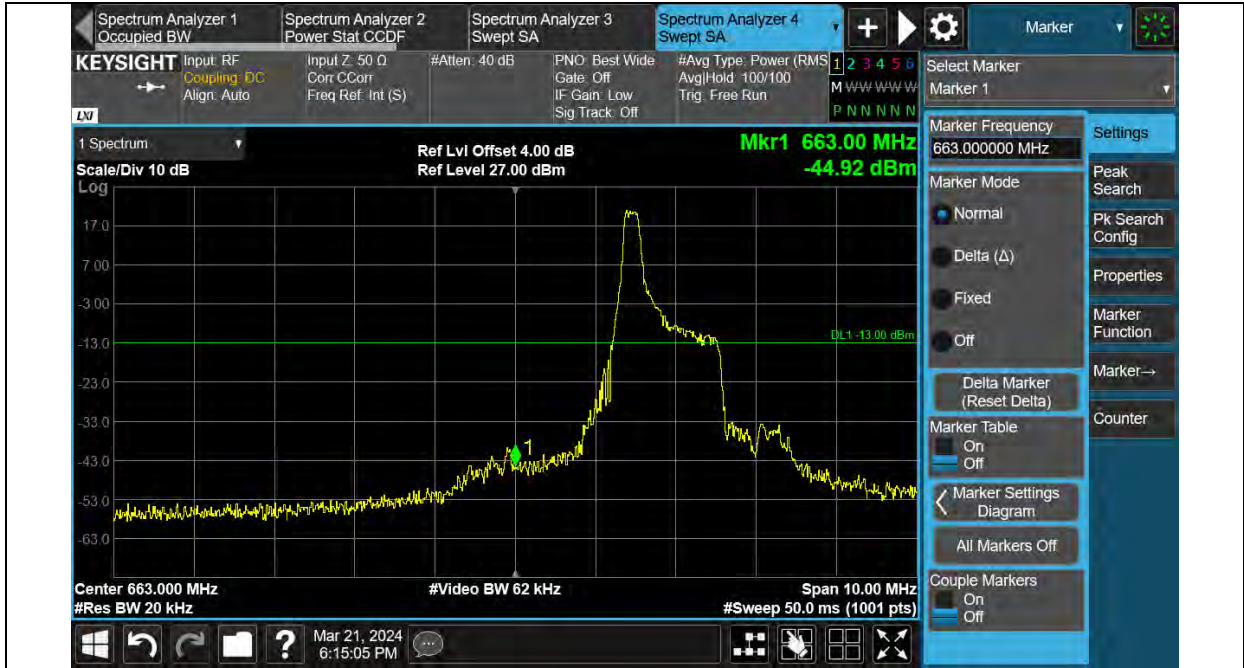 Spectrum Analyzer 1
Occupied BW
Spectrum Analyzer 2
Power Stat CCDF
Spectrum Analyzer 3
Swept SA
Spectrum Analyzer 4
Swept SA
Marker
KEYSIGHT
LXI
Input: RF
Coupling: DC
Align: Auto
Input Z: 50 Ω
Corr CCorr
Freq Ref: Int (S)
#Atten: 40 dB
PNO: Best Wide
Gate: Off
IF Gain: Low
Sig Track: Off
#Avg Type: Power (RMS
Avg|Hold: 100/100
Trig: Free Run
1 2 3 4 5 6
M W W W W W
P N N N N N
Select Marker
Marker 1
1 Spectrum
Scale/Div 10 dB
Ref Lvl Offset 4.00 dB
Ref Level 27.00 dBm
Mkr1 663.00 MHz
-44.92 dBm
Log
17.0
7.00
-3.00
-13.0
-23.0
-33.0
-43.0
-53.0
-63.0
DL1 -13.00 dBm
1
Center 663.000 MHz
#Res BW 20 kHz
#Video BW 62 kHz
Span 10.00 MHz
#Sweep 50.0 ms (1001 pts)
Marker Frequency
663.000000 MHz
Marker Mode
Normal
Delta (Δ)
Fixed
Off
Delta Marker
(Reset Delta)
Marker Table
On
Off
Marker Settings
Diagram
All Markers Off
Couple Markers
On
Off
Settings
Peak
Search
Pk Search
Config
Properties
Marker
Function
Marker→
Counter
?
Mar 21, 2024
6:15:05 PM